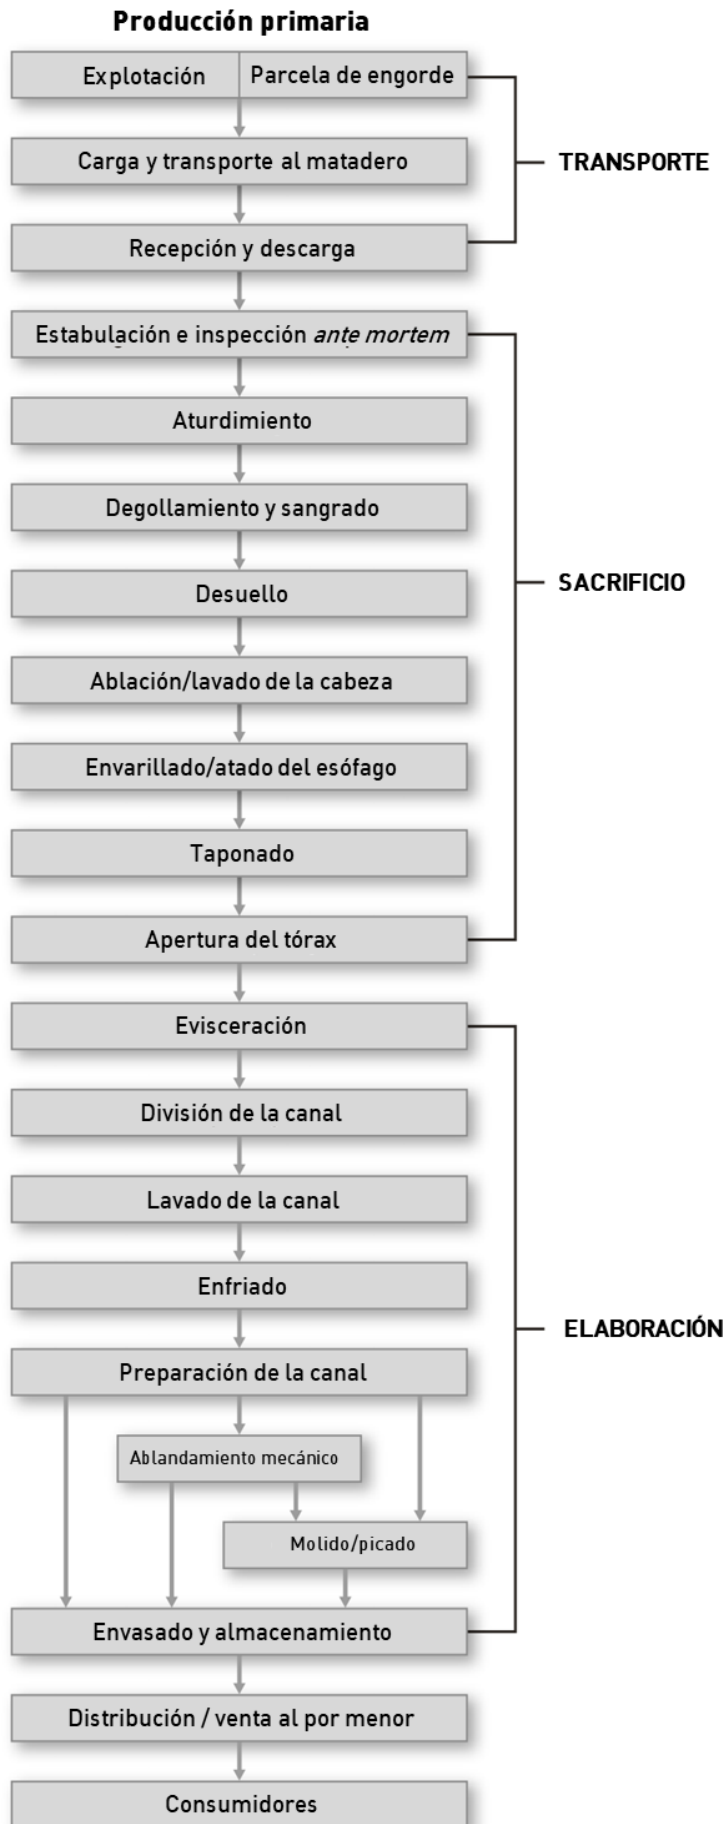 Producción primaria
Explotación
Parcela de engorde
Carga y transporte al matadero
TRANSPORTE
Recepción y descarga
Estabulación e inspección ante mortem
Aturdimiento
Degollamiento y sangrado
Desuello
SACRIFICIO
Ablación/lavado de la cabeza
Envarillado/atado del esófago
Taponado
Apertura del tórax
Evisceración
División de la canal
Lavado de la canal
Enfriado
ELABORACIÓN
Preparación de la canal
Ablandamiento mecánico
Molido/picado
Envasado y almacenamiento
Distribución / venta al por menor
Consumidores